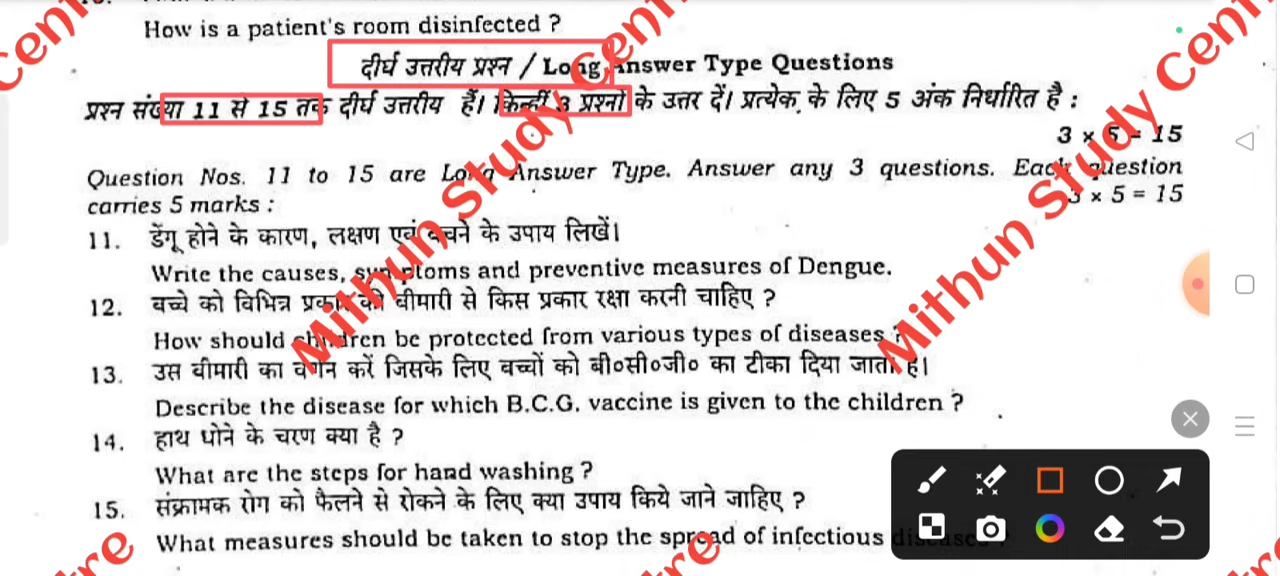 How is a patient's room disinfected ?
दीर्घ उत्तरीय प्रश्न / Long Answer Type Questions
प्रश्न संख्या 11 से 15 तक दीर्घ उत्तरीय हैं। किन्हीं 3 प्रश्नों के उत्तर दें। प्रत्येक के लिए 5 अंक निर्धारित है :
3 × 5 = 15
Question Nos. 11 to 15 are Long Answer Type. Answer any 3 questions. Each question
carries 5 marks : 3 × 5 = 15
11. डेंगू होने के कारण, लक्षण एवं बचने के उपाय लिखें।
Write the causes, symptoms and preventive measures of Dengue.
12. बच्चे को विभिन्न प्रकार की बीमारी से किस प्रकार रक्षा करनी चाहिए ?
How should children be protected from various types of diseases ?
13. उस बीमारी का वर्णन करें जिसके लिए बच्चों को बी०सी०जी० का टीका दिया जाता है।
Describe the disease for which B.C.G. vaccine is given to the children ?
14. हाथ धोने के चरण क्या है ?
What are the steps for hand washing ?
15. संक्रामक रोग को फैलने से रोकने के लिए क्या उपाय किये जाने जाहिए ?
What measures should be taken to stop the spread of infectious diseases ?
Mithun Study Centre
Mithun Study Centre